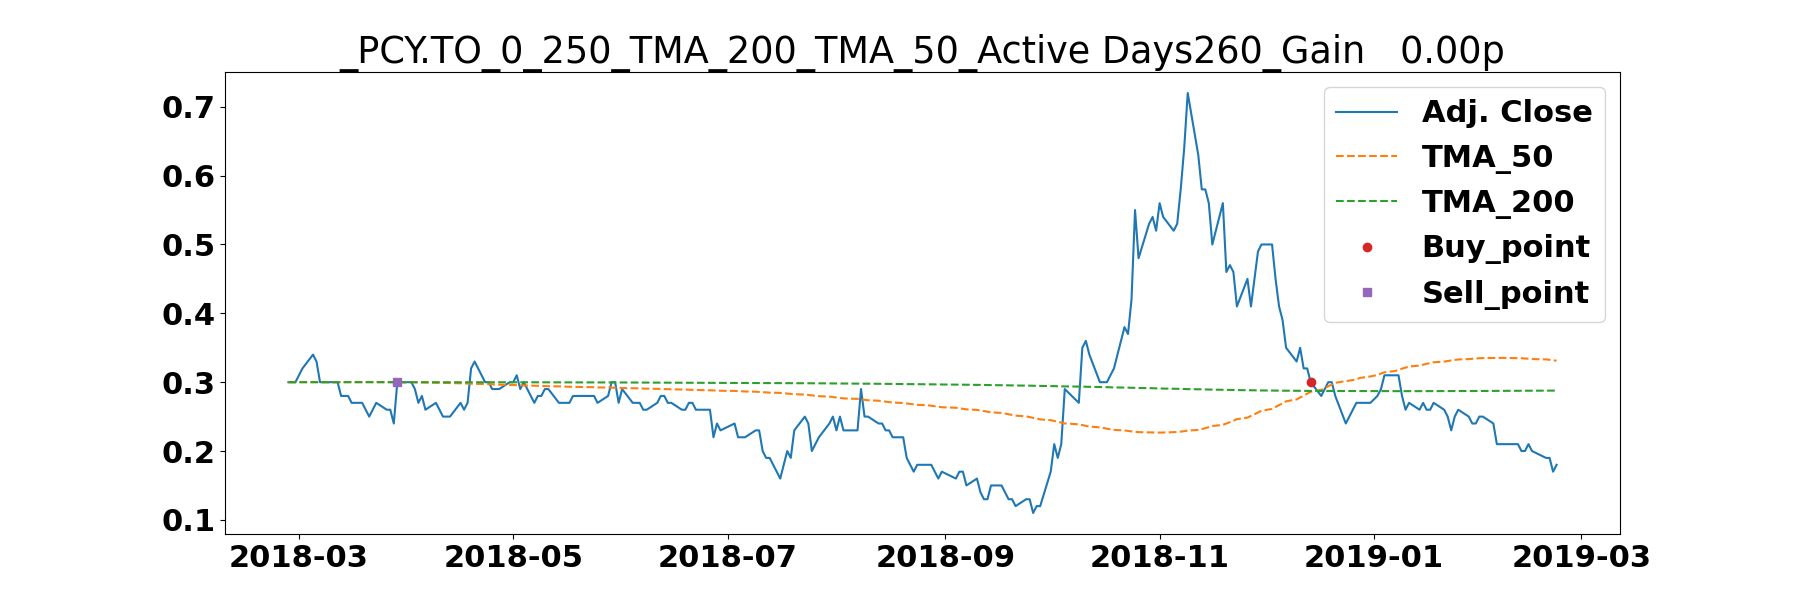 _PCY.TO_0_250_TMA_200_TMA_50_Active Days260_Gain   0.00p
0.7
0.6
0.5
0.4
0.3
0.2
0.1
Adj. Close
TMA_50
TMA_200
Buy_point
Sell_point
2018-03 2018-05 2018-07 2018-09 2018-11 2019-01 2019-03